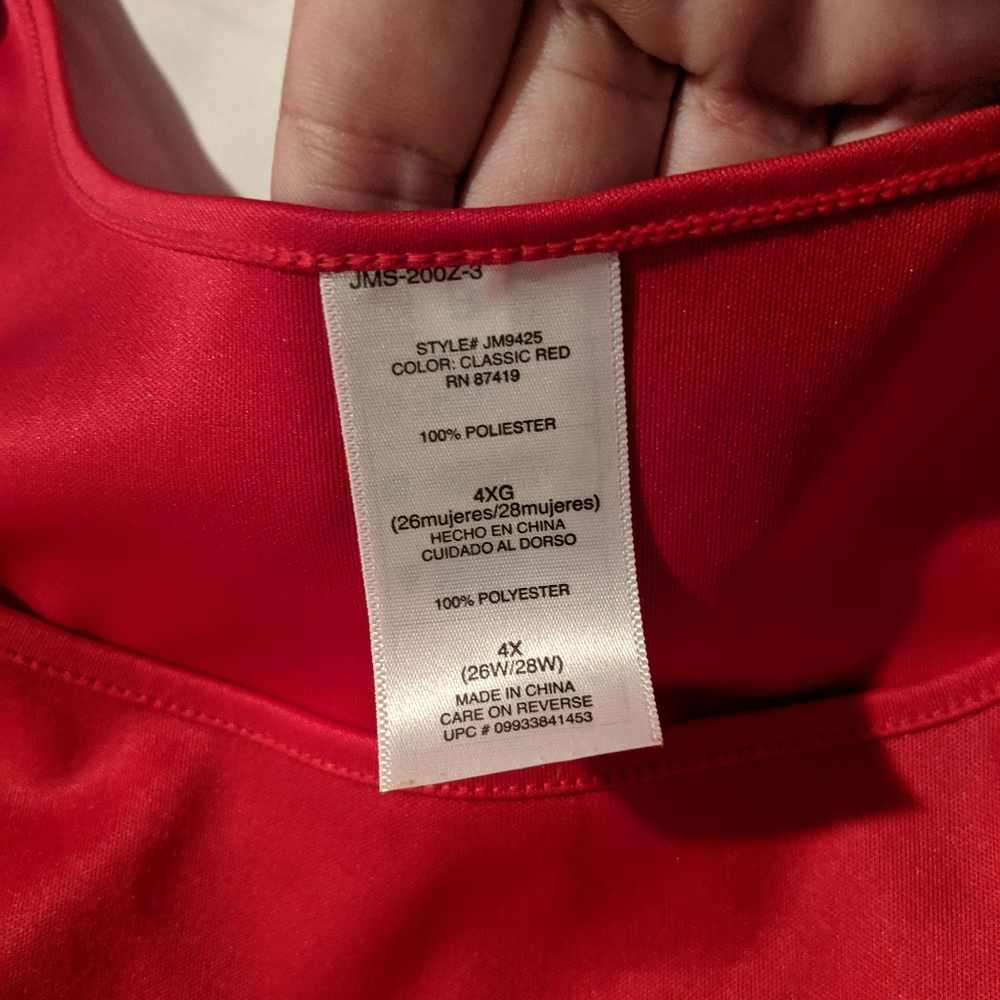 JMS-200Z-3
STYLE# JM9425
COLOR: CLASSIC RED
RN 87419
100% POLIESTER
4XG
(26mujeres/28mujeres)
HECHO EN CHINA
CUIDADO AL DORSO
100% POLYESTER
4X
(26W/28W)
MADE IN CHINA
CARE ON REVERSE
UPC # 09933841453